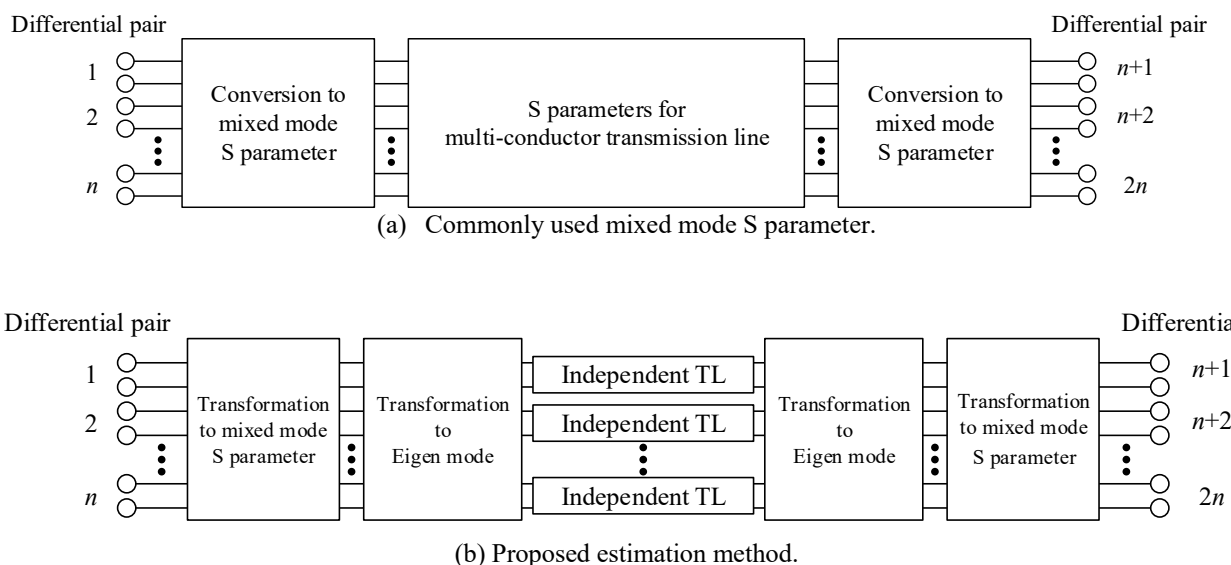 Differential pair
Differential pair
1
2
n
Conversion to
mixed mode
S parameter
S parameters for
multi-conductor transmission line
Conversion to
mixed mode
S parameter
n+1
n+2
2n
(a) Commonly used mixed mode S parameter.
Differential pair
Differentia
1
2
n
Transformation
to mixed mode
S parameter
Transformation
to
Eigen mode
Independent TL
Independent TL
Independent TL
Transformation
to
Eigen mode
Transformation
to mixed mode
S parameter
n+1
n+2
2n
(b) Proposed estimation method.